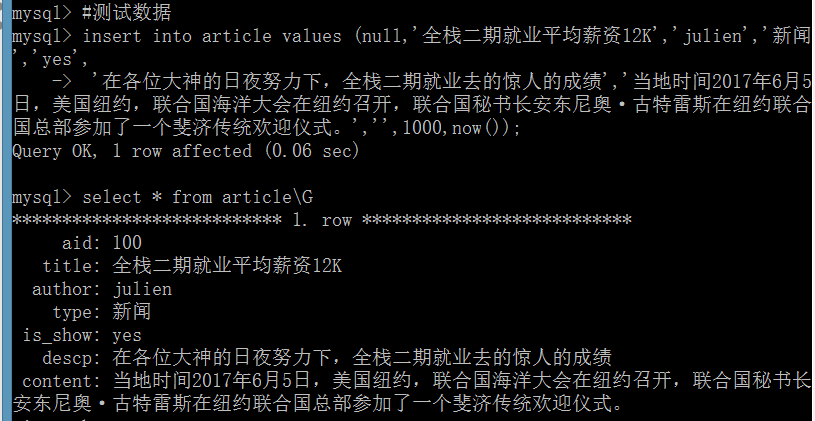 mysql> #测试数据
mysql> insert into article values (null,'全栈二期就业平均薪资12K','julien','新闻
','yes',
    -> '在各位大神的日夜努力下，全栈二期就业去的惊人的成绩','当地时间2017年6月5
日，美国纽约，联合国海洋大会在纽约召开，联合国秘书长安东尼奥·古特雷斯在纽约联合
国总部参加了一个斐济传统欢迎仪式。','',1000,now());
Query OK, 1 row affected (0.06 sec)
mysql> select * from article\G
*************************** 1. row ***************************
aid: 100
title: 全栈二期就业平均薪资12K
author: julien
type: 新闻
is_show: yes
descp: 在各位大神的日夜努力下，全栈二期就业去的惊人的成绩
content: 当地时间2017年6月5日，美国纽约，联合国海洋大会在纽约召开，联合国秘书长
安东尼奥·古特雷斯在纽约联合国总部参加了一个斐济传统欢迎仪式。